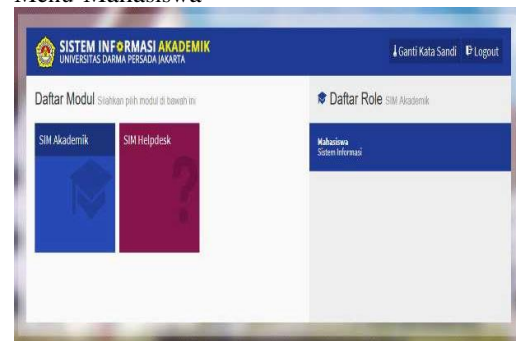 Menu Mahasiswa
SISTEM INFORMASI AKADEMIK
UNIVERSITAS DARMA PERSADA JAKARTA
Ganti Kata Sandi Logout
Daftar Modul Silahkan pilih modul di bawah ini
SIM Akademik SIM Helpdesk
Daftar Role SIM Akademik
Mahasiswa
Sistem Informasi